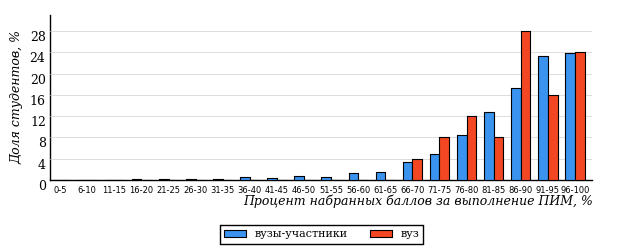 Доля студентов, %
28
24
20
16
12
8
4
0
0-5 6-10 11-15 16-20 21-25 26-30 31-35 36-40 41-45 46-50 51-55 56-60 61-65 66-70 71-75 76-80 81-85 86-90 91-95 96-100
Процент набранных баллов за выполнение ПИМ, %
вузы-участники вуз